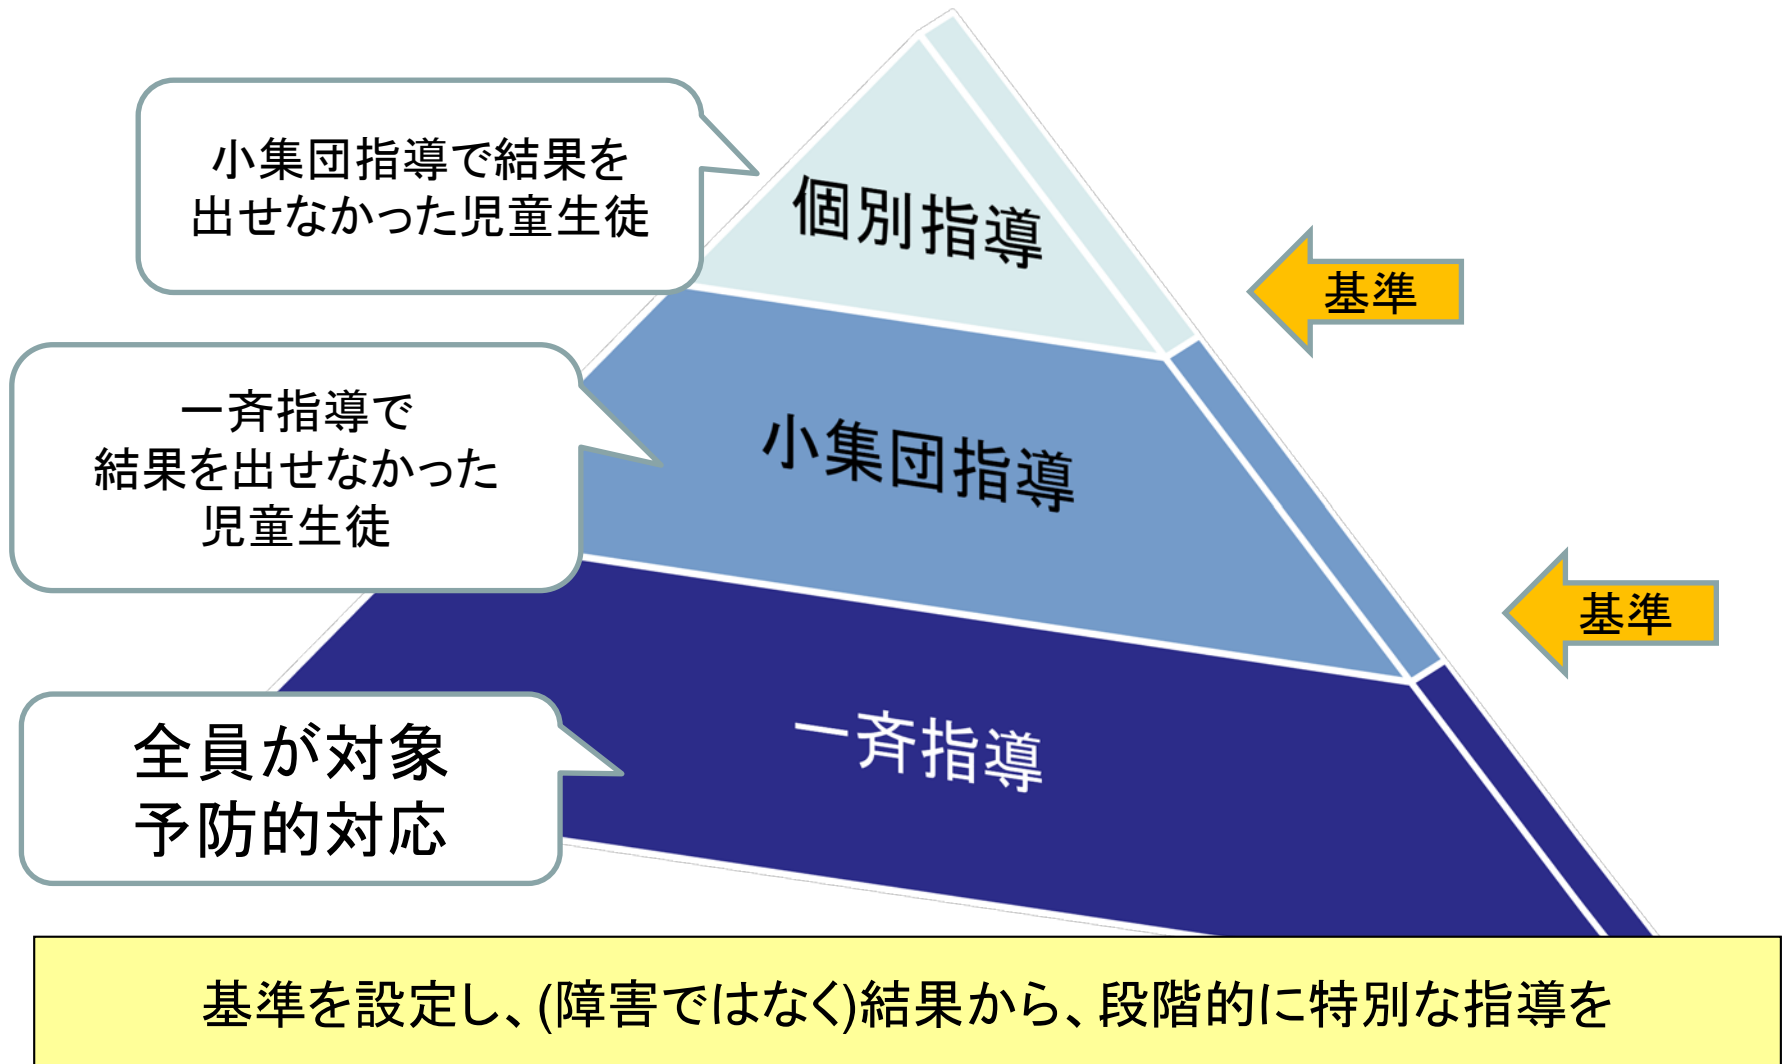 小集団指導で結果を
出せなかった児童生徒
個別指導
基準
一斉指導で
結果を出せなかった
児童生徒
小集団指導
基準
全員が対象
予防的対応
一斉指導
基準を設定し、(障害ではなく)結果から、段階的に特別な指導を